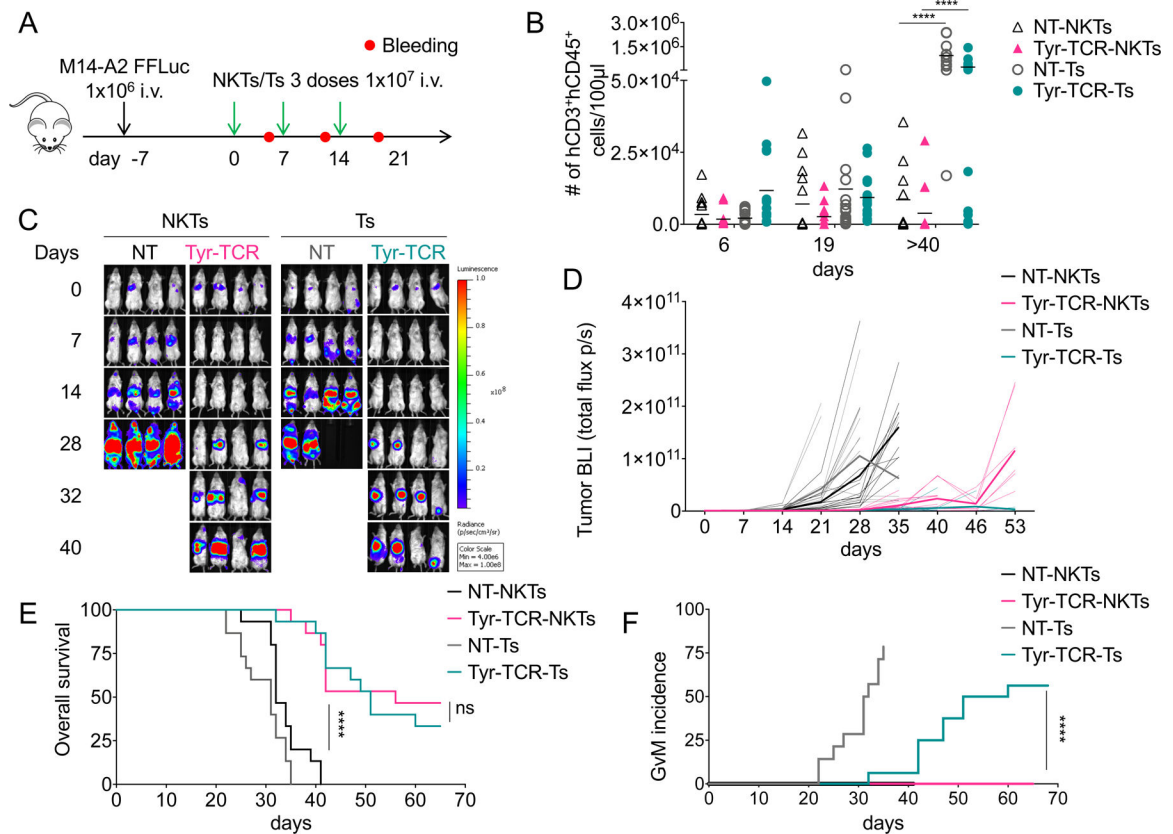 A
Bleeding
M14-A2 FFLuc
1x10⁶ i.v.
NKTs/Ts 3 doses 1x10⁷ i.v.
day -7 0 7 14 21
B
# of hCD3⁺hCD45⁺
cells/100µl
3.0×10⁶
1.5×10⁶
5.0×10⁴
2.5×10⁴
0.0
6 19 >40
days
****
****
NT-NKTs
Tyr-TCR-NKTs
NT-Ts
Tyr-TCR-Ts
C
NKTs Ts
Days NT Tyr-TCR NT Tyr-TCR
0
7
14
28
32
40
Luminescence
1.0
0.8
0.6
x10⁸
0.4
0.2
Radiance
(p/sec/cm²/sr)
Color Scale
Min = 4.00e6
Max = 1.00e8
D
Tumor BLI (total flux p/s)
4×10¹¹
3×10¹¹
2×10¹¹
1×10¹¹
0
0 7 14 21 28 35 40 46 53
days
NT-NKTs
Tyr-TCR-NKTs
NT-Ts
Tyr-TCR-Ts
E
Overall survival
100
75
50
25
0
0 10 20 30 40 50 60 70
days
NT-NKTs
Tyr-TCR-NKTs
NT-Ts
Tyr-TCR-Ts
****
ns
F
GvM incidence
100
75
50
25
0
0 10 20 30 40 50 60 70
days
NT-NKTs
Tyr-TCR-NKTs
NT-Ts
Tyr-TCR-Ts
****